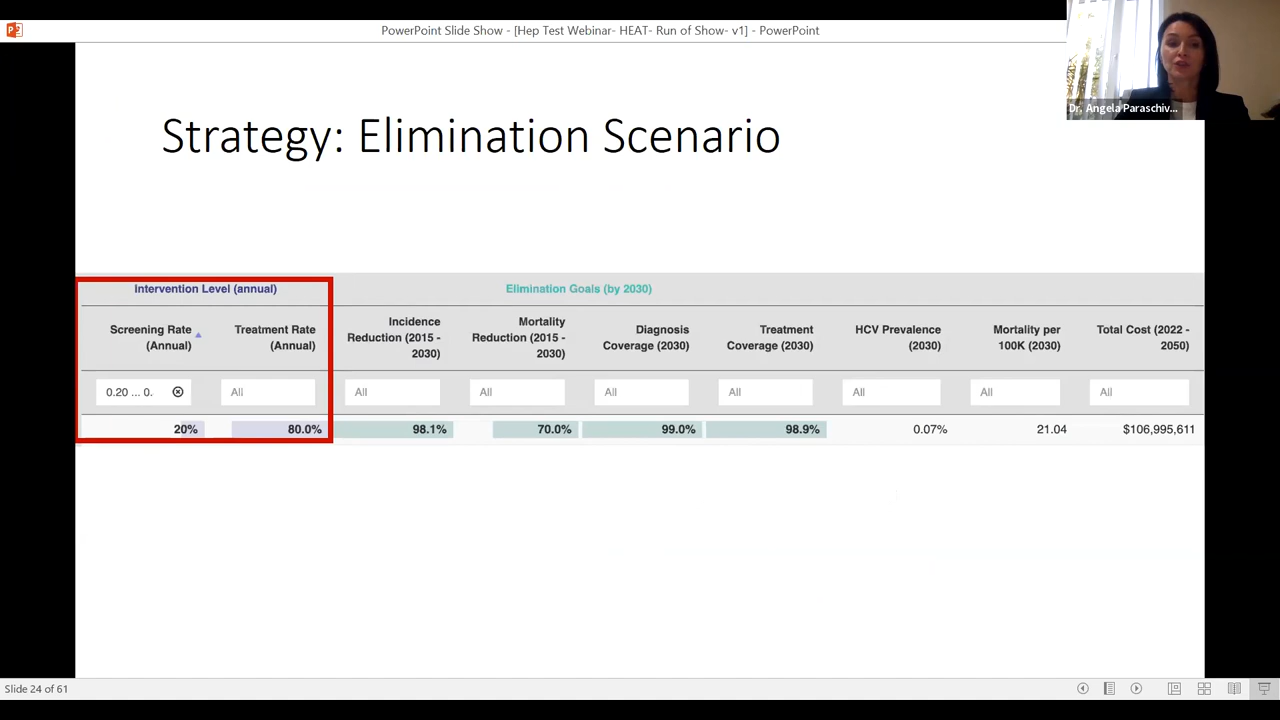 PowerPoint Slide Show - [Hep Test Webinar- HEAT- Run of Show- v1] - PowerPoint
Dr. Angela Paraschiv...
Strategy: Elimination Scenario
Intervention Level (annual)
Elimination Goals (by 2030)
Screening Rate
(Annual)
Treatment Rate
(Annual)
Incidence
Reduction (2015 -
2030)
Mortality
Reduction (2015 -
2030)
Diagnosis
Coverage (2030)
Treatment
Coverage (2030)
HCV Prevalence
(2030)
Mortality per
100K (2030)
Total Cost (2022 -
2050)
0.20 ... 0.
All
All
All
All
All
All
All
All
20%
80.0%
98.1%
70.0%
99.0%
98.9%
0.07%
21.04
$106,995,611
Slide 24 of 61